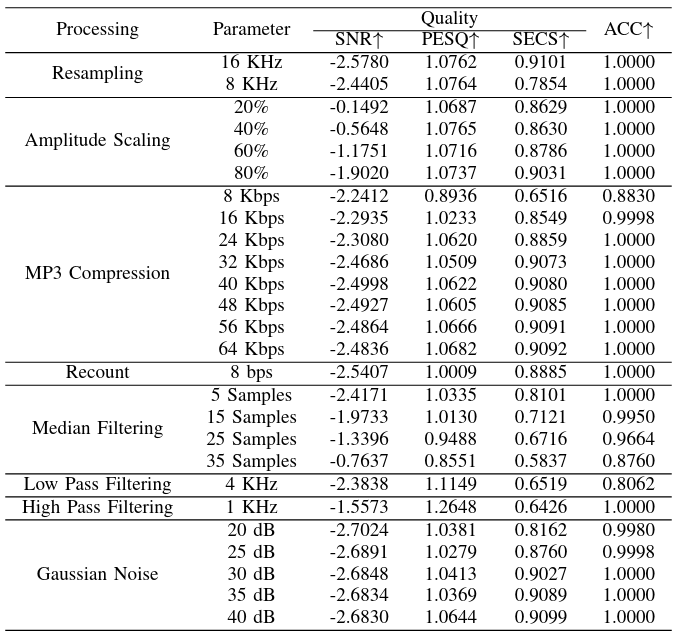 Processing Parameter Quality ACC↑
SNR↑ PESQ↑ SECS↑
Resampling 16 KHz -2.5780 1.0762 0.9101 1.0000
8 KHz -2.4405 1.0764 0.7854 1.0000
Amplitude Scaling 20% -0.1492 1.0687 0.8629 1.0000
40% -0.5648 1.0765 0.8630 1.0000
60% -1.1751 1.0716 0.8786 1.0000
80% -1.9020 1.0737 0.9031 1.0000
MP3 Compression 8 Kbps -2.2412 0.8936 0.6516 0.8830
16 Kbps -2.2935 1.0233 0.8549 0.9998
24 Kbps -2.3080 1.0620 0.8859 1.0000
32 Kbps -2.4686 1.0509 0.9073 1.0000
40 Kbps -2.4998 1.0622 0.9080 1.0000
48 Kbps -2.4927 1.0605 0.9085 1.0000
56 Kbps -2.4864 1.0666 0.9091 1.0000
64 Kbps -2.4836 1.0682 0.9092 1.0000
Recount 8 bps -2.5407 1.0009 0.8885 1.0000
Median Filtering 5 Samples -2.4171 1.0335 0.8101 1.0000
15 Samples -1.9733 1.0130 0.7121 0.9950
25 Samples -1.3396 0.9488 0.6716 0.9664
35 Samples -0.7637 0.8551 0.5837 0.8760
Low Pass Filtering 4 KHz -2.3838 1.1149 0.6519 0.8062
High Pass Filtering 1 KHz -1.5573 1.2648 0.6426 1.0000
Gaussian Noise 20 dB -2.7024 1.0381 0.8162 0.9980
25 dB -2.6891 1.0279 0.8760 0.9998
30 dB -2.6848 1.0413 0.9027 1.0000
35 dB -2.6834 1.0369 0.9089 1.0000
40 dB -2.6830 1.0644 0.9099 1.0000